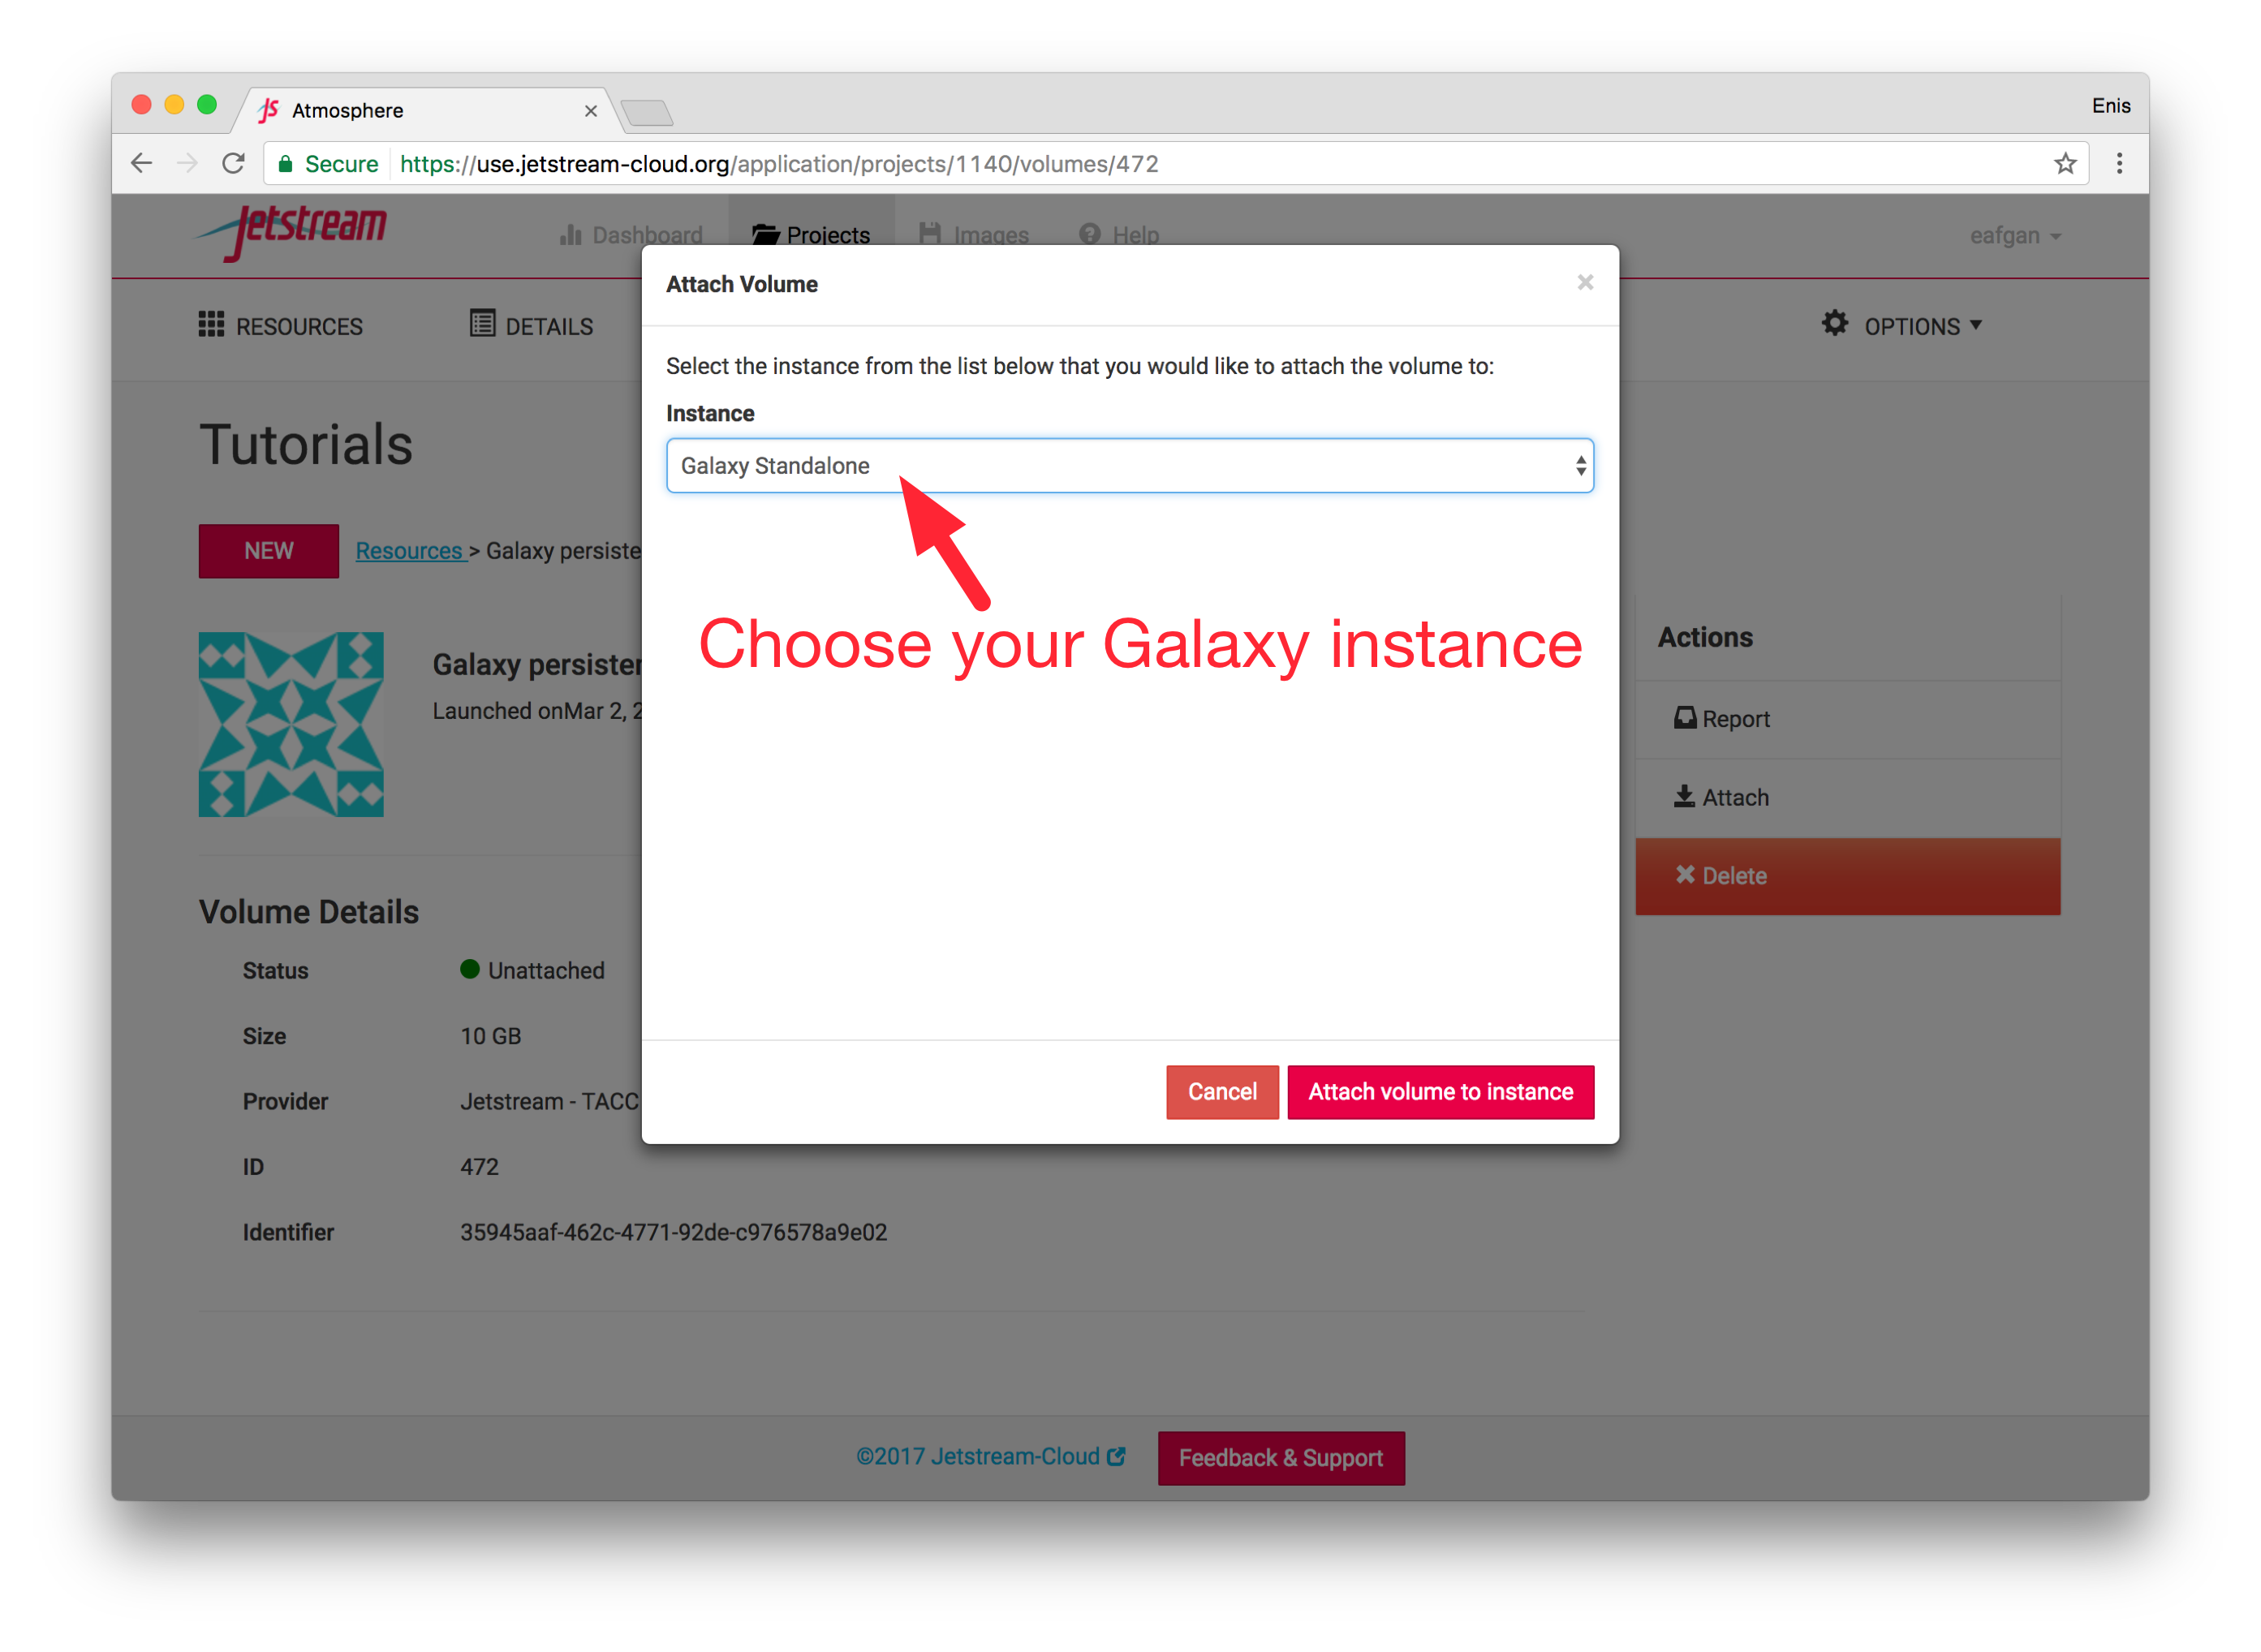 Atmosphere
Enis
Secure https://use.jetstream-cloud.org/application/projects/1140/volumes/472
Jetstream
Dashboard
Projects
Images
Help
eafgan
RESOURCES
DETAILS
OPTIONS
Attach Volume
Select the instance from the list below that you would like to attach the volume to:
Instance
Galaxy Standalone
Choose your Galaxy instance
Cancel
Attach volume to instance
Tutorials
NEW
Resources > Galaxy persiste
Galaxy persister
Launched onMar 2, 2
Actions
Report
Attach
Delete
Volume Details
Status Unattached
Size 10 GB
Provider Jetstream - TACC
ID 472
Identifier 35945aaf-462c-4771-92de-c976578a9e02
©2017 Jetstream-Cloud
Feedback & Support